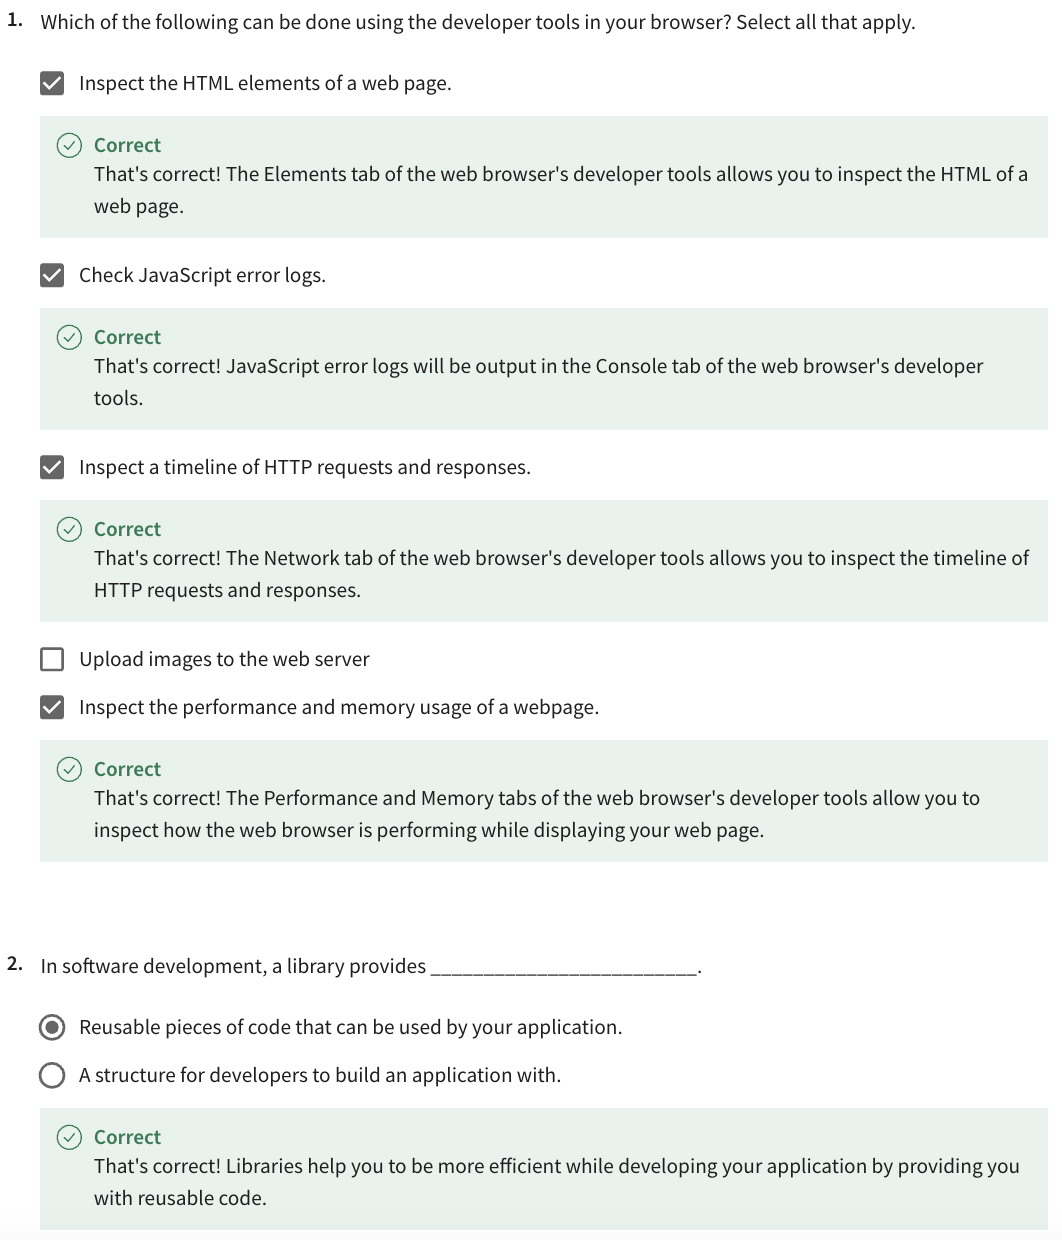 1. Which of the following can be done using the developer tools in your browser? Select all that apply.
Inspect the HTML elements of a web page.
Correct
That's correct! The Elements tab of the web browser's developer tools allows you to inspect the HTML of a
web page.
Check JavaScript error logs.
Correct
That's correct! JavaScript error logs will be output in the Console tab of the web browser's developer
tools.
Inspect a timeline of HTTP requests and responses.
Correct
That's correct! The Network tab of the web browser's developer tools allows you to inspect the timeline of
HTTP requests and responses.
Upload images to the web server
Inspect the performance and memory usage of a webpage.
Correct
That's correct! The Performance and Memory tabs of the web browser's developer tools allow you to
inspect how the web browser is performing while displaying your web page.
2. In software development, a library provides _________________________.
Reusable pieces of code that can be used by your application.
A structure for developers to build an application with.
Correct
That's correct! Libraries help you to be more efficient while developing your application by providing you
with reusable code.